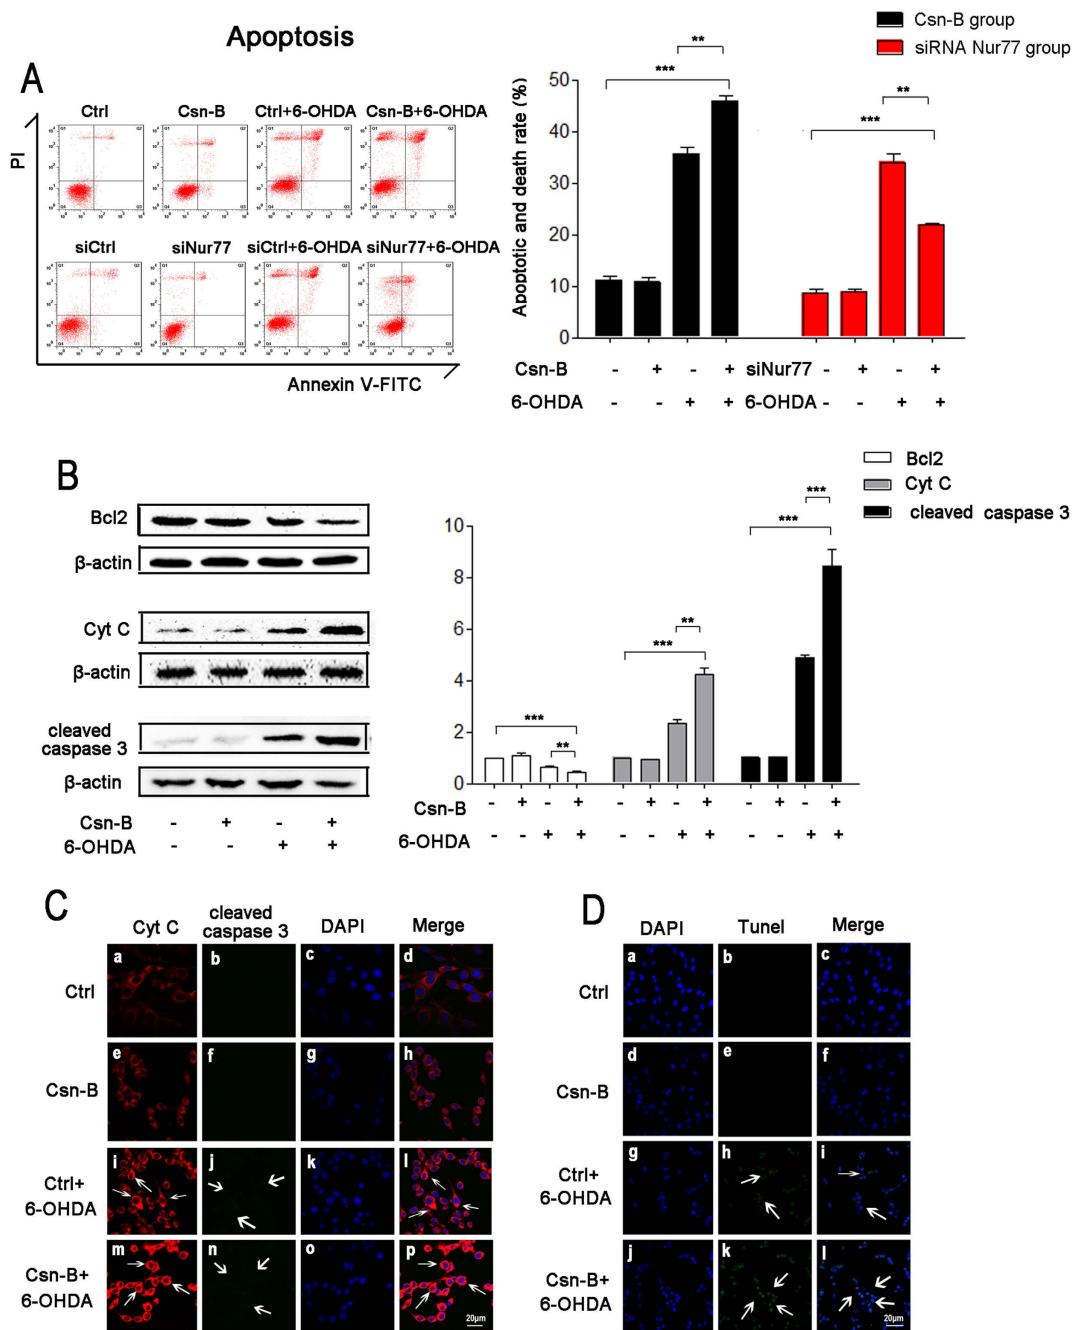 Apoptosis
A
Ctrl Csn-B Ctrl+6-OHDA Csn-B+6-OHDA
siCtrl siNur77 siCtrl+6-OHDA siNur77+6-OHDA
PI
Annexin V-FITC
Csn-B group
siRNA Nur77 group
Apoptotic and death rate (%)
50
40
30
20
10
0
** *** ** ***
Csn-B - + - + siNur77 - + - +
6-OHDA - - + + 6-OHDA - - + +
B
Bcl2
β-actin
Cyt C
β-actin
cleaved
caspase 3
β-actin
Csn-B - + - +
6-OHDA - - + +
Bcl2
Cyt C
cleaved caspase 3
10
8
6
4
2
0
*** ** *** ** *** ***
Csn-B - + - + - + - + - + - +
6-OHDA - - + + - - + + - - + +
C
Cyt C cleaved caspase 3 DAPI Merge
Ctrl a b c d
Csn-B e f g h
Ctrl+ 6-OHDA i j k l
Csn-B+ 6-OHDA m n o p
20μm
D
DAPI Tunel Merge
Ctrl a b c
Csn-B d e f
Ctrl+ 6-OHDA g h i
Csn-B+ 6-OHDA j k l
20μm